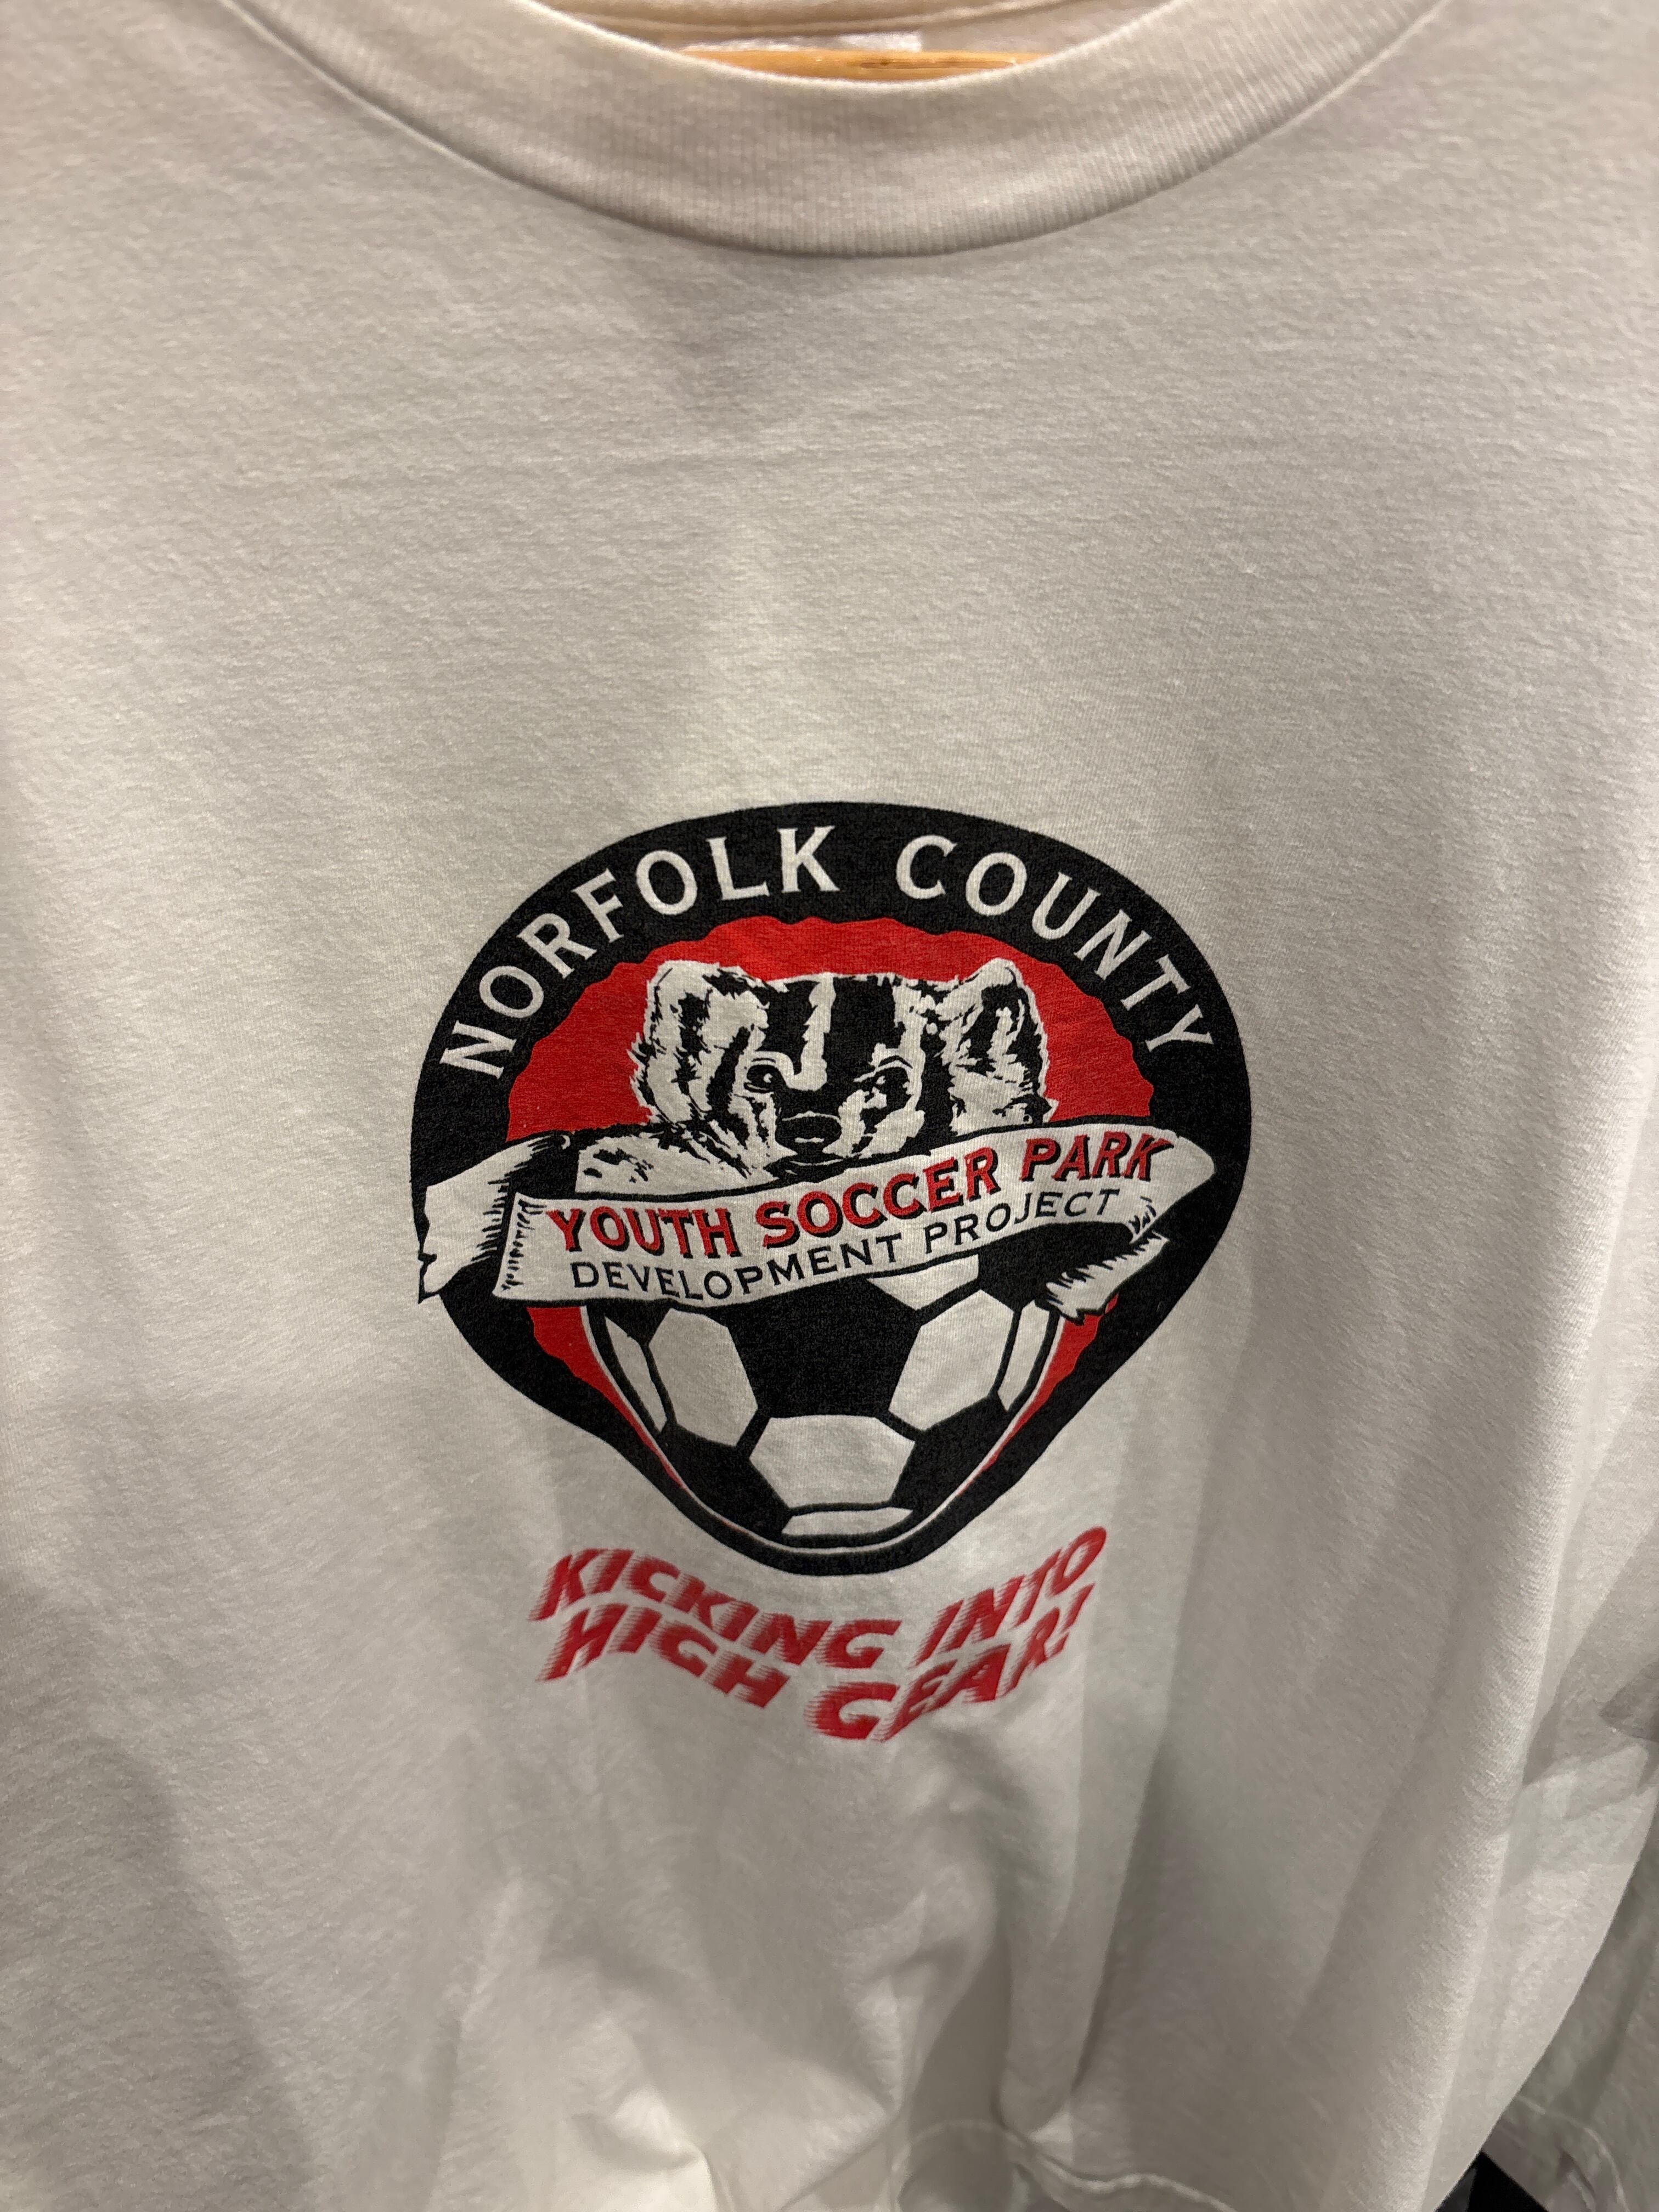 NORFOLK COUNTY
YOUTH SOCCER PARK
DEVELOPMENT PROJECT
KICKING INTO
HIGH GEAR!